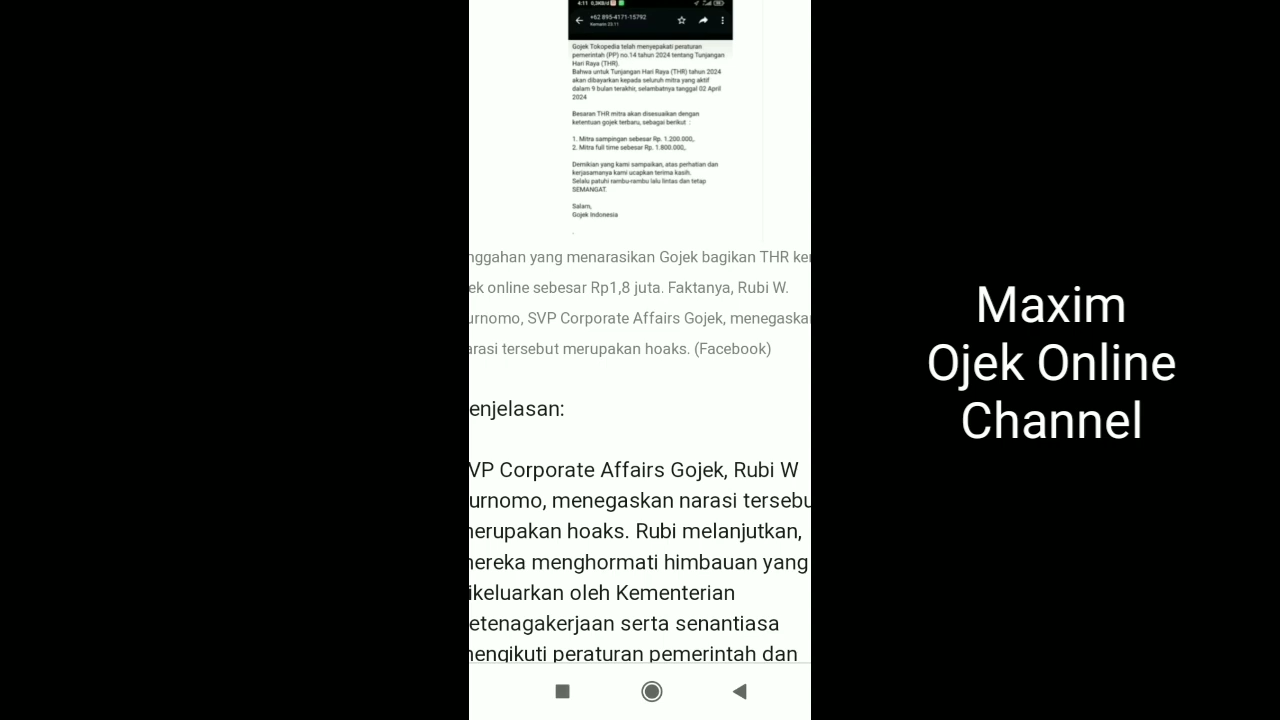 4:11 0,0KB/d
+62 895-4171-15792
Kemarin 23.11
Gojek Tokopedia telah menyepakati peraturan
pemerintah (PP) no.14 tahun 2024 tentang Tunjangan
Hari Raya (THR).
Bahwa untuk Tunjangan Hari Raya (THR) tahun 2024
akan dibayarkan kepada seluruh mitra yang aktif
dalam 9 bulan terakhir, selambatnya tanggal 02 April
2024
Besaran THR mitra akan disesuaikan dengan
ketentuan gojek terbaru, sebagai berikut :
1. Mitra sampingan sebesar Rp. 1.200.000,
2. Mitra full time sebesar Rp. 1.800.000,.
Demikian yang kami sampaikan, atas perhatian dan
kerjasamanya kami ucapkan terima kasih.
Selalu patuhi rambu-rambu lalu lintas dan tetap
SEMANGAT.
Salam,
Gojek Indonesia
.
nggahan yang menarasikan Gojek bagikan THR ke
ek online sebesar Rp1,8 juta. Faktanya, Rubi W.
urnomo, SVP Corporate Affairs Gojek, menegaska
arasi tersebut merupakan hoaks. (Facebook)
enjelasan:
VP Corporate Affairs Gojek, Rubi W
urnomo, menegaskan narasi tersebu
erupakan hoaks. Rubi melanjutkan,
ereka menghormati himbauan yang
ikeluarkan oleh Kementerian
etenagakerjaan serta senantiasa
engikuti peraturan pemerintah dan
Maxim
Ojek Online
Channel